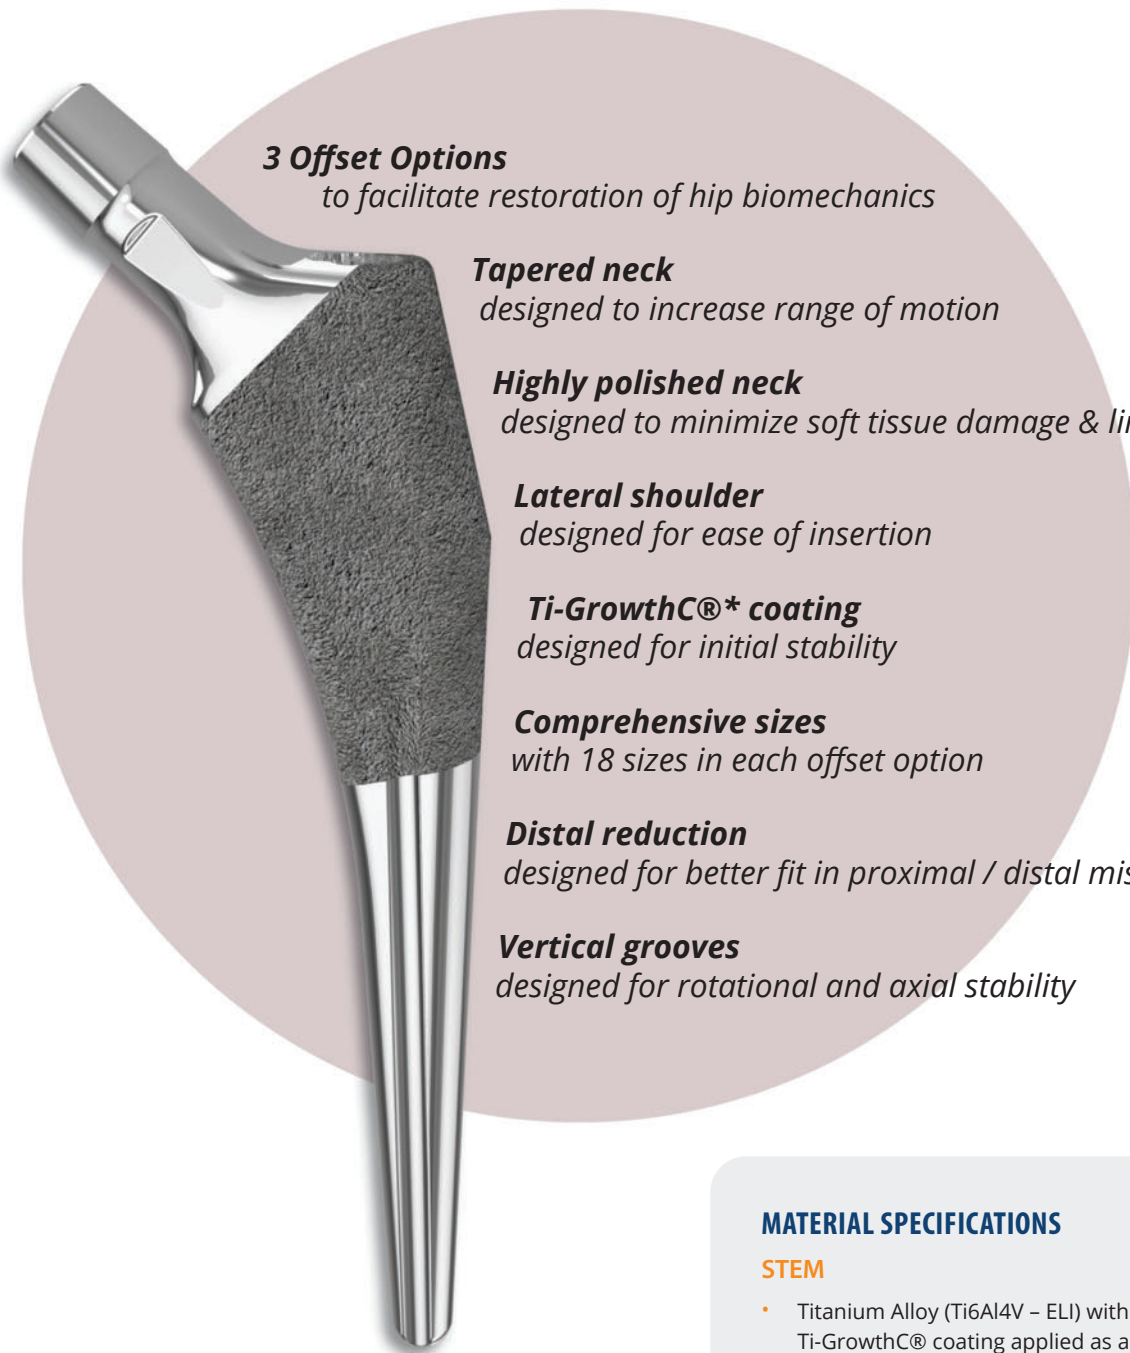 3 Offset Options
to facilitate restoration of hip biomechanics
Tapered neck
designed to increase range of motion
Highly polished neck
designed to minimize soft tissue damage &
Lateral shoulder
designed for ease of insertion
Ti-GrowthC®* coating
designed for initial stability
Comprehensive sizes
with 18 sizes in each offset option
Distal reduction
designed for better fit in proximal / distal
Vertical grooves
designed for rotational and axial stability
MATERIAL SPECIFICATIONS
STEM
• Titanium Alloy (Ti6Al4V – ELI) with
Ti-GrowthC® coating applied as a